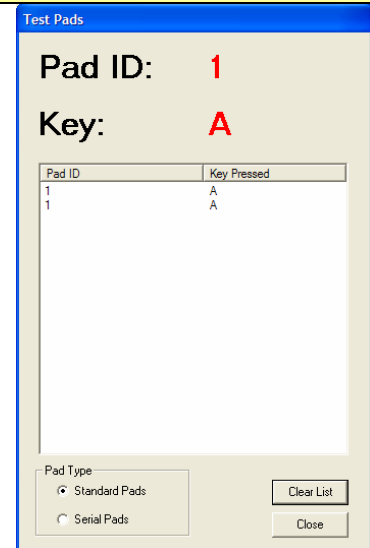 Test Pads
Pad ID: 1
Key: A
Pad ID Key Pressed
1 A
1 A
Pad Type
Standard Pads
Serial Pads
Clear List
Close